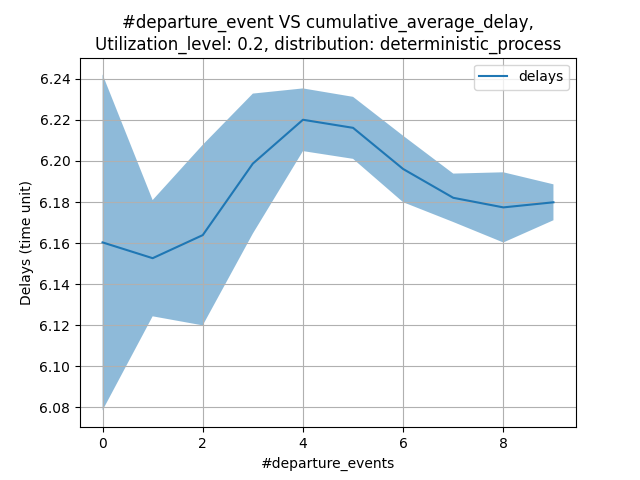 #departure_event VS cumulative_average_delay,
Utilization_level: 0.2, distribution: deterministic_process
delays
Delays (time unit)
6.24
6.22
6.20
6.18
6.16
6.14
6.12
6.10
6.08
0 2 4 6 8
#departure_events